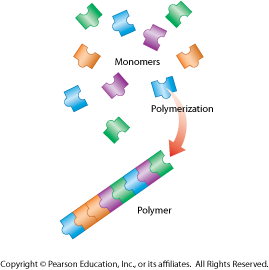 Monomers
Polymerization
Polymer
Copyright © Pearson Education, Inc., or its affiliates. All Rights Reserved.